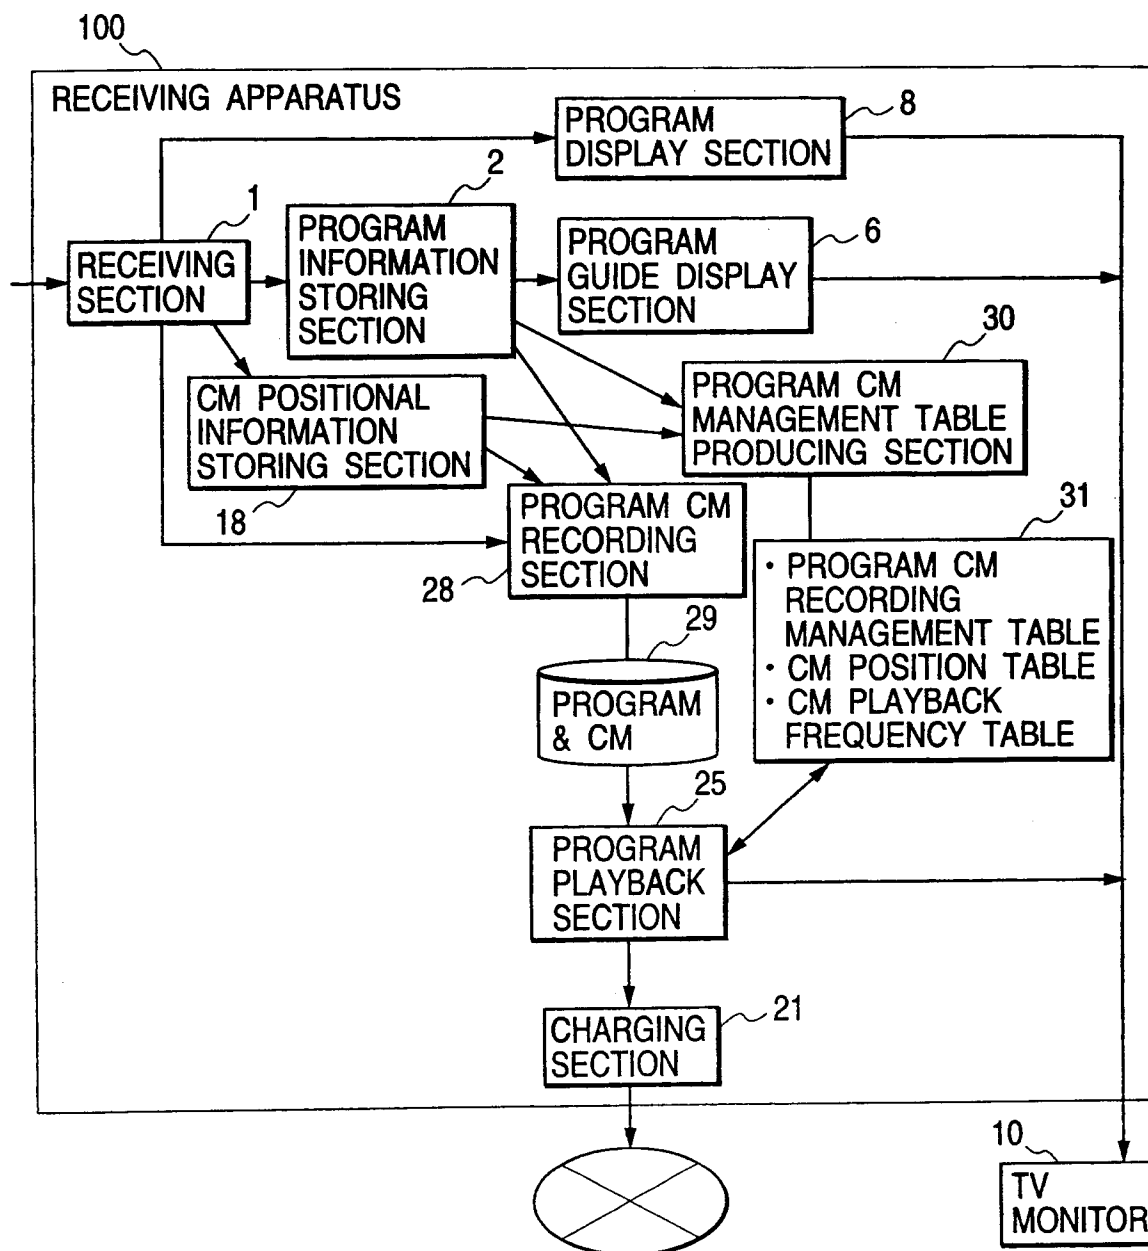 100
RECEIVING APPARATUS
PROGRAM
DISPLAY SECTION
8
2
1
PROGRAM
INFORMATION
STORING
SECTION
RECEIVING
SECTION
PROGRAM
GUIDE DISPLAY
SECTION
6
30
CM POSITIONAL
INFORMATION
STORING SECTION
18
PROGRAM CM
MANAGEMENT TABLE
PRODUCING SECTION
PROGRAM CM
RECORDING
SECTION
28
31
· PROGRAM CM
RECORDING
MANAGEMENT TABLE
· CM POSITION TABLE
· CM PLAYBACK
FREQUENCY TABLE
29
PROGRAM
& CM
25
PROGRAM
PLAYBACK
SECTION
CHARGING
SECTION
21
10
TV
MONITOR